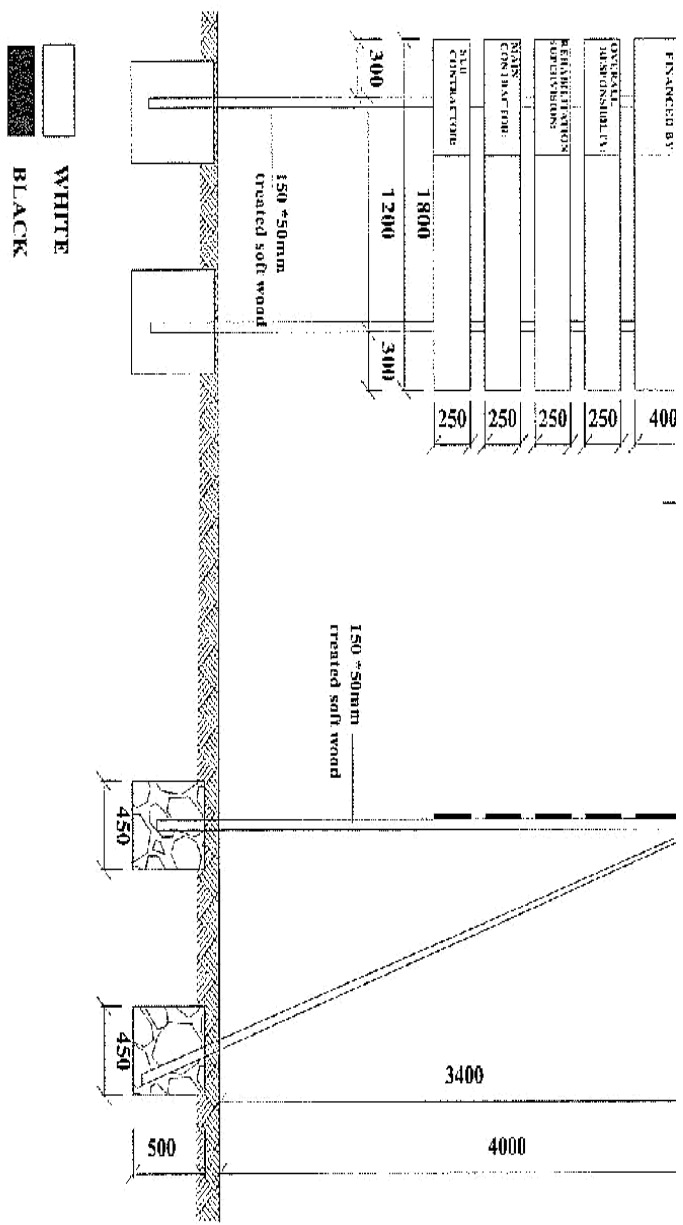 FINANCED BY:
OVERALL
RESPONSIBILITY:
REHABILITATION
SUPERVISION:
MAIN
CONTRACTOR:
SUB
CONTRACTOR:
400
250
250
250
250
300
1200
300
1800
150 *50mm
treated soft wood
150 *50mm
treated soft wood
3400
4000
500
450
450
WHITE
BLACK